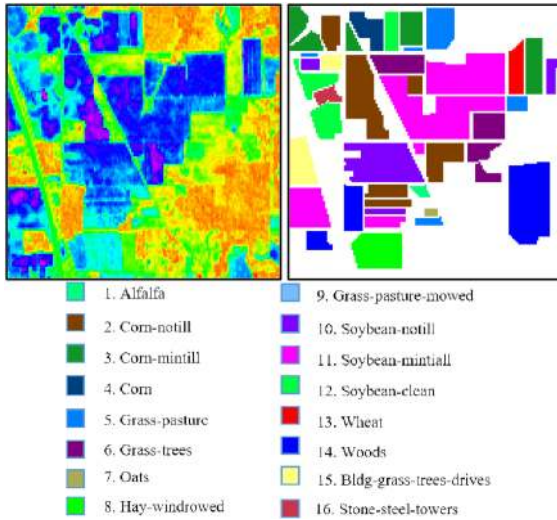 1. Alfalfa
2. Corn-notill
3. Corn-mintill
4. Corn
5. Grass-pasture
6. Grass-trees
7. Oats
8. Hay-windrowed
9. Grass-pasture-mowed
10. Soybean-notill
11. Soybean-mintiall
12. Soybean-clean
13. Wheat
14. Woods
15. Bldg-grass-trees-drives
16. Stone-steel-towers